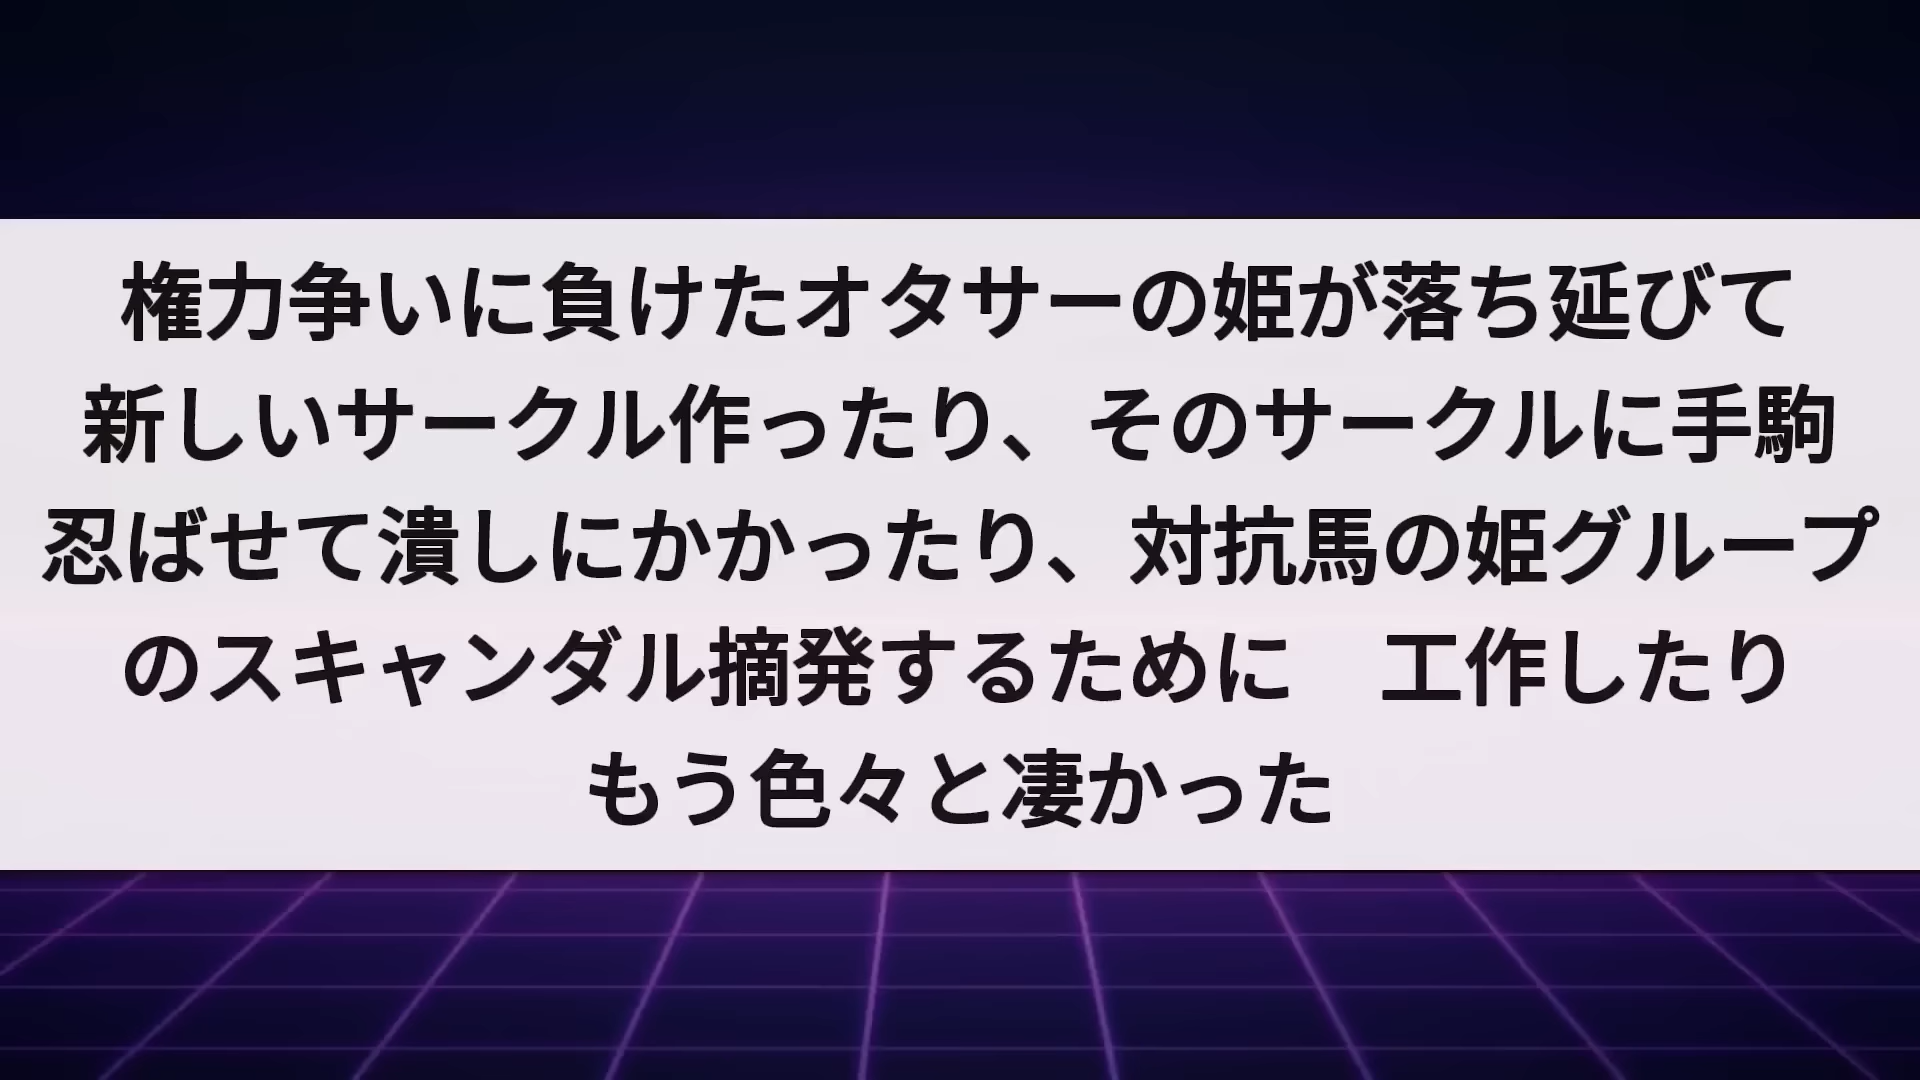 権力争いに負けたオタサーの姫が落ち延びて
新しいサークル作ったり、そのサークルに手駒
忍ばせて潰しにかかったり、対抗馬の姫グループ
のスキャンダル摘発するために　工作したり
もう色々と凄かった